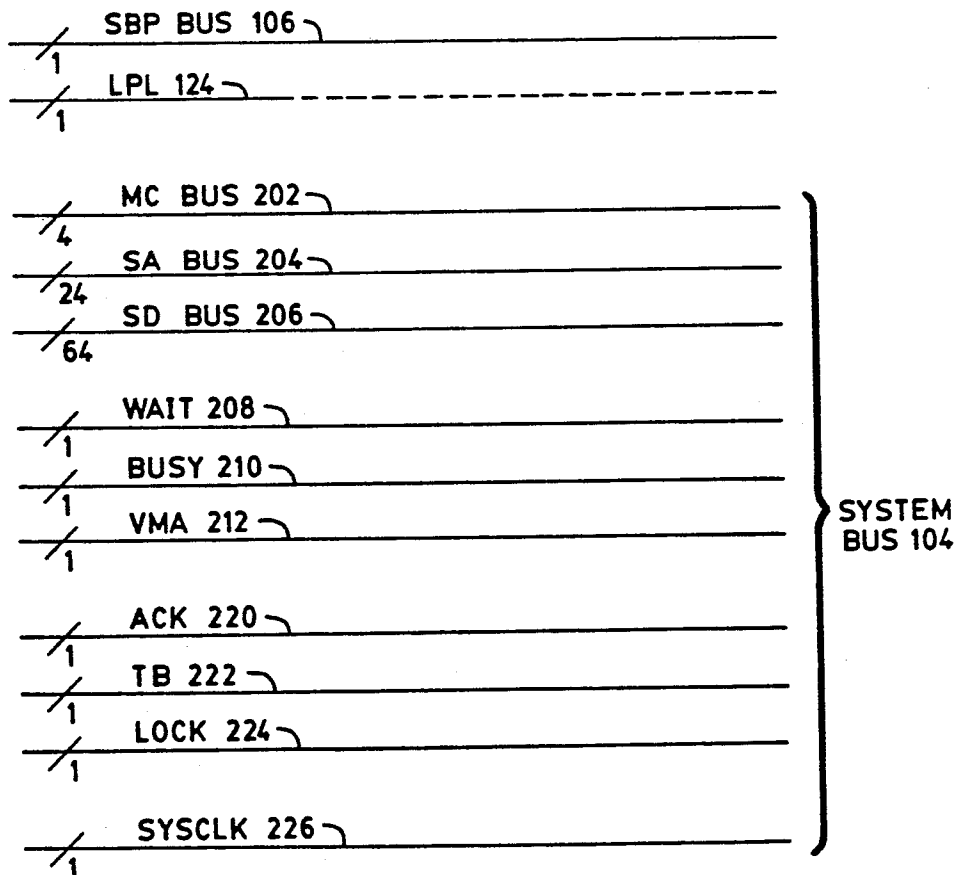 SBP BUS 106
1
LPL 124
1
MC BUS 202
4
SA BUS 204
24
SD BUS 206
64
WAIT 208
1
BUSY 210
1
VMA 212
1
SYSTEM
BUS 104
ACK 220
1
TB 222
1
LOCK 224
1
SYSCLK 226
1